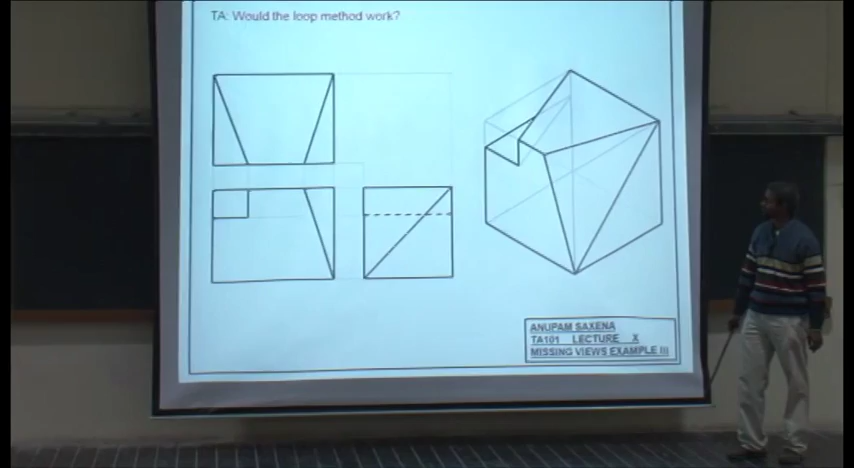 TA: Would the loop method work?
ANUPAM SAXENA
TA101 LECTURE X
MISSING VIEWS EXAMPLE III